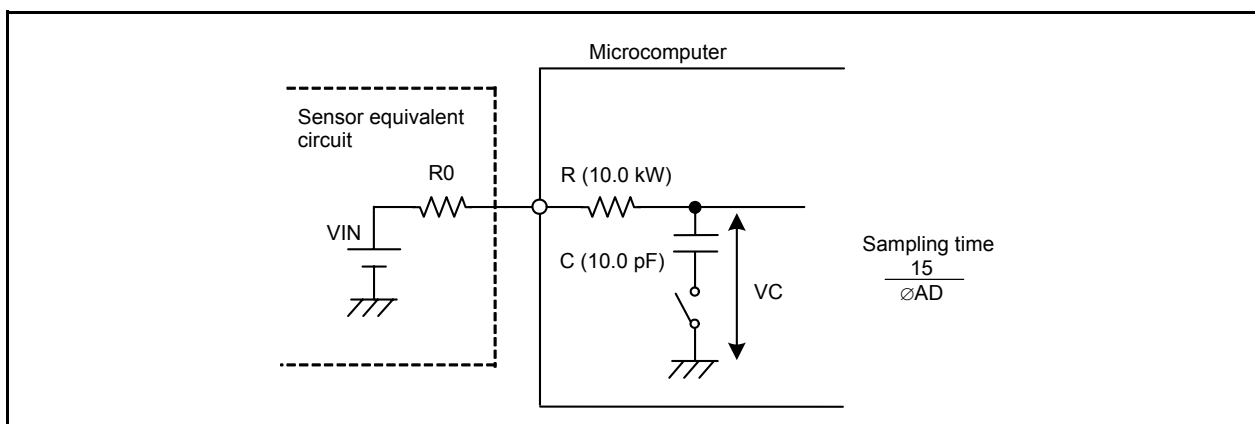 Microcomputer
Sensor equivalent
circuit
R0
R (10.0 kW)
VIN
C (10.0 pF)
VC
Sampling time
15
∅AD